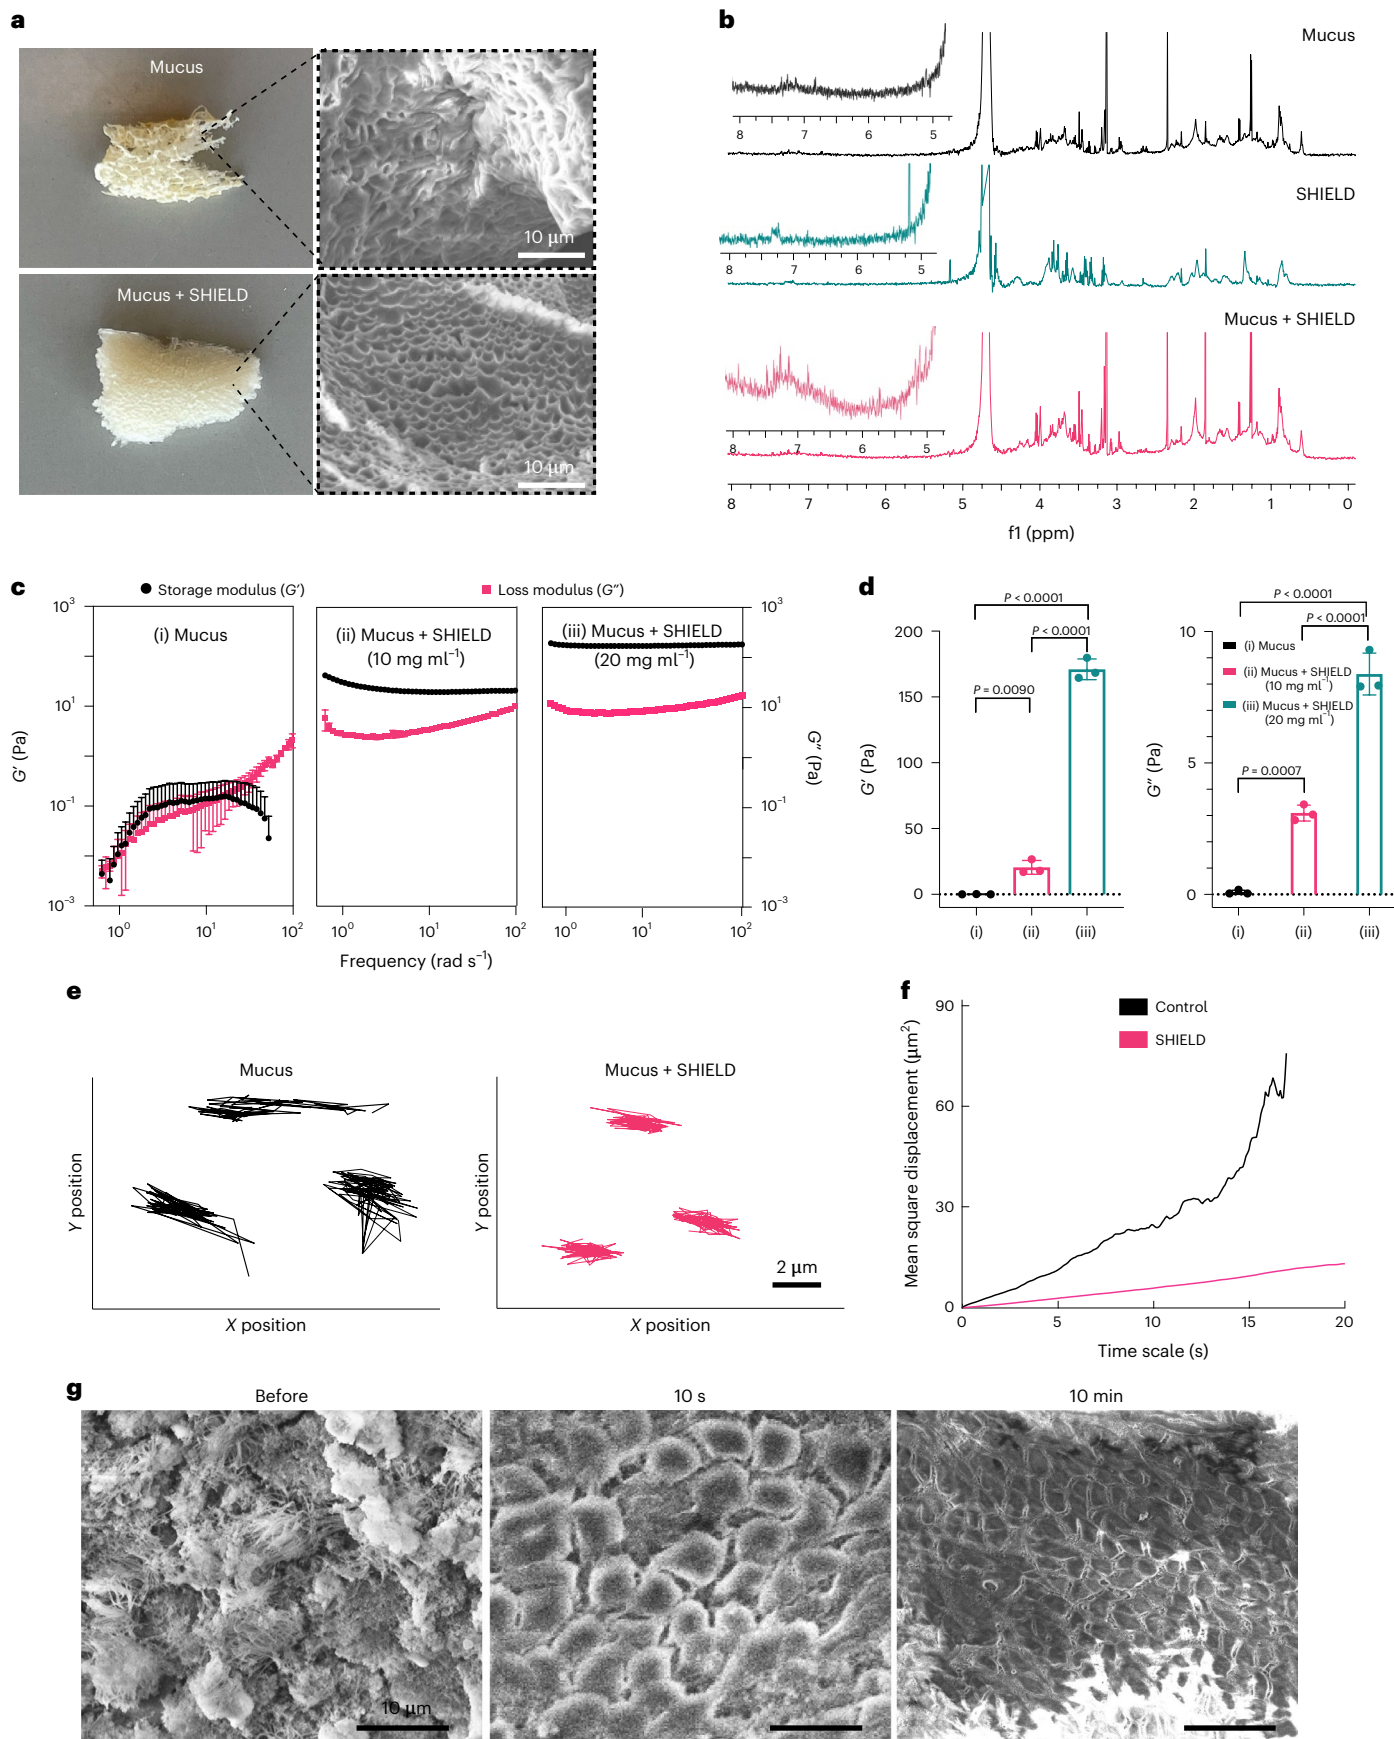 a
Mucus
10 μm
Mucus + SHIELD
10 μm
b
Mucus
8 7 6 5
SHIELD
8 7 6 5
Mucus + SHIELD
8 7 6 5
8 7 6 5 4 3 2 1 0
f1 (ppm)
c
Storage modulus (G′)
Loss modulus (G″)
10³
10¹
10⁻¹
10⁻³
G′ (Pa)
(i) Mucus
10⁰ 10¹ 10²
(ii) Mucus + SHIELD
(10 mg ml⁻¹)
10⁰ 10¹ 10²
(iii) Mucus + SHIELD
(20 mg ml⁻¹)
10⁰ 10¹ 10²
10³
10¹
10⁻¹
10⁻³
G″ (Pa)
Frequency (rad s⁻¹)
d
P < 0.0001
P < 0.0001
P = 0.0090
200
150
100
50
0
G′ (Pa)
(i) (ii) (iii)
P < 0.0001
P < 0.0001
P = 0.0007
10
5
0
G″ (Pa)
(i) Mucus
(ii) Mucus + SHIELD
(10 mg ml⁻¹)
(iii) Mucus + SHIELD
(20 mg ml⁻¹)
(i) (ii) (iii)
e
Mucus
Y position
X position
Mucus + SHIELD
Y position
2 μm
X position
f
Control
SHIELD
90
60
30
0
Mean square displacement (μm²)
0 5 10 15 20
Time scale (s)
g
Before
10 μm
10 s
10 min